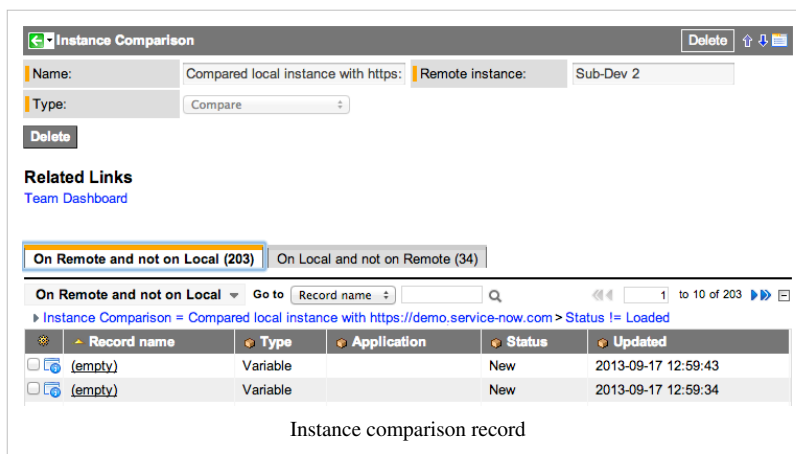 Instance Comparison Delete
Name: Compared local instance with https: Remote instance: Sub-Dev 2
Type: Compare
Delete
Related Links
Team Dashboard
On Remote and not on Local (203) On Local and not on Remote (34)
On Remote and not on Local Go to Record name 1 to 10 of 203
Instance Comparison = Compared local instance with https://demo.service-now.com > Status != Loaded
Record name Type Application Status Updated
(empty) Variable New 2013-09-17 12:59:43
(empty) Variable New 2013-09-17 12:59:34
Instance comparison record